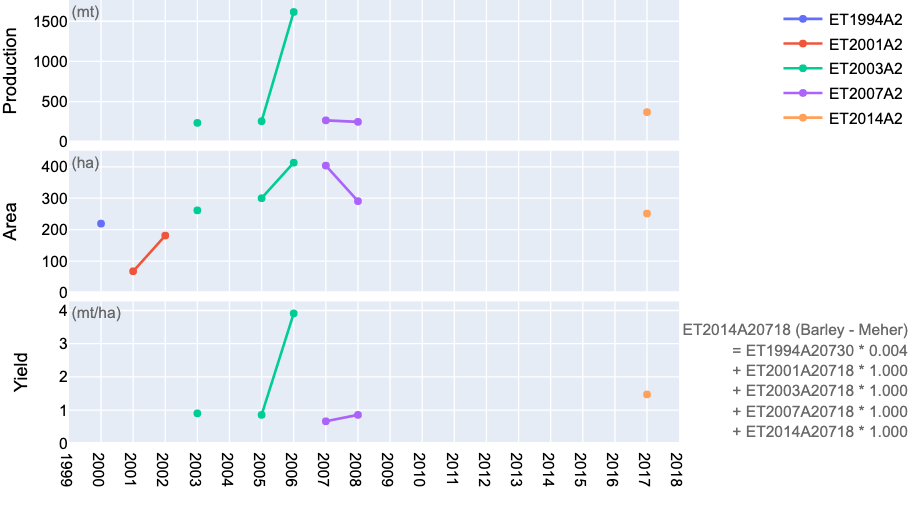 (mt)
Production
1500
1000
500
0
ET1994A2
ET2001A2
ET2003A2
ET2007A2
ET2014A2
(ha)
Area
400
300
200
100
0
(mt/ha)
Yield
4
3
2
1
0
1999
2000
2001
2002
2003
2004
2005
2006
2007
2008
2009
2010
2011
2012
2013
2014
2015
2016
2017
2018
ET2014A20718 (Barley - Meher)
= ET1994A20730 * 0.004
+ ET2001A20718 * 1.000
+ ET2003A20718 * 1.000
+ ET2007A20718 * 1.000
+ ET2014A20718 * 1.000